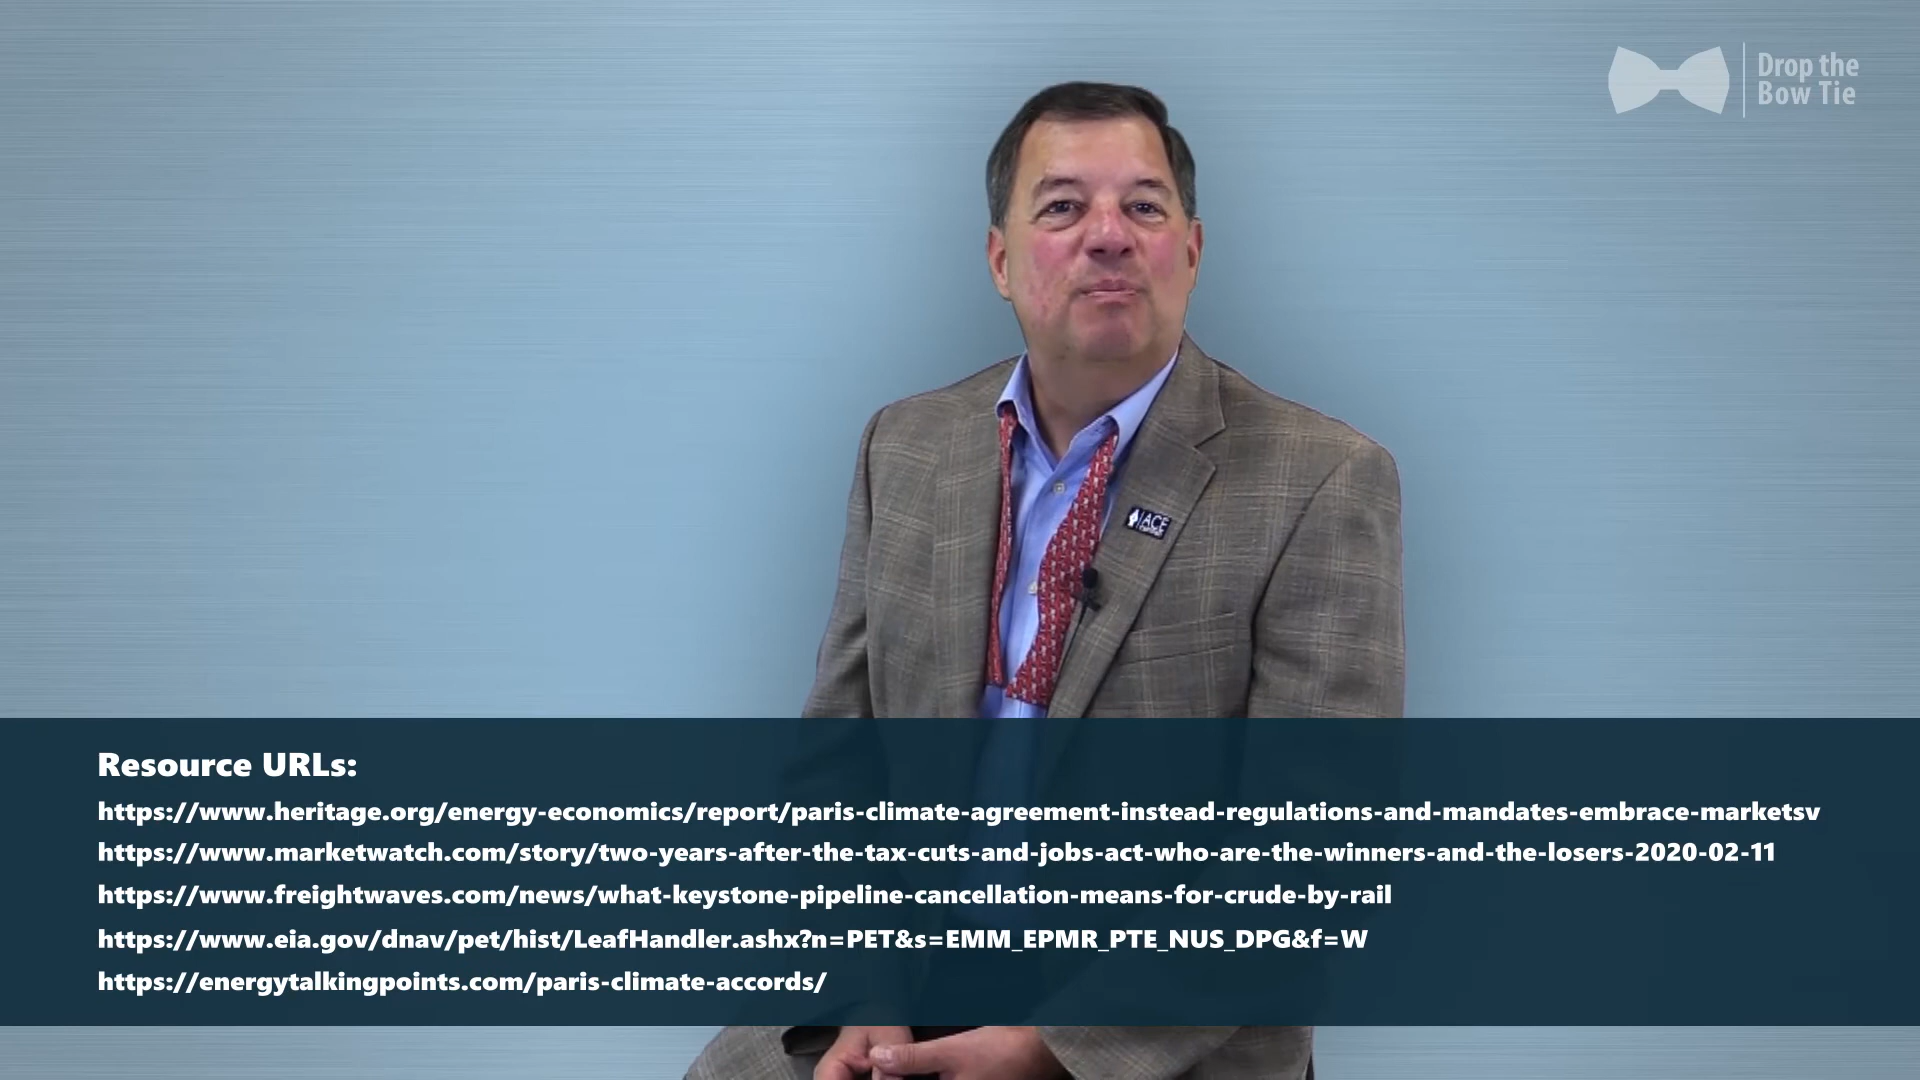 Drop the
Bow Tie
ACE
Resource URLs:
https://www.heritage.org/energy-economics/report/paris-climate-agreement-instead-regulations-and-mandates-embrace-marketsv
https://www.marketwatch.com/story/two-years-after-the-tax-cuts-and-jobs-act-who-are-the-winners-and-the-losers-2020-02-11
https://www.freightwaves.com/news/what-keystone-pipeline-cancellation-means-for-crude-by-rail
https://www.eia.gov/dnav/pet/hist/LeafHandler.ashx?n=PET&s=EMM_EPMR_PTE_NUS_DPG&f=W
https://energytalkingpoints.com/paris-climate-accords/